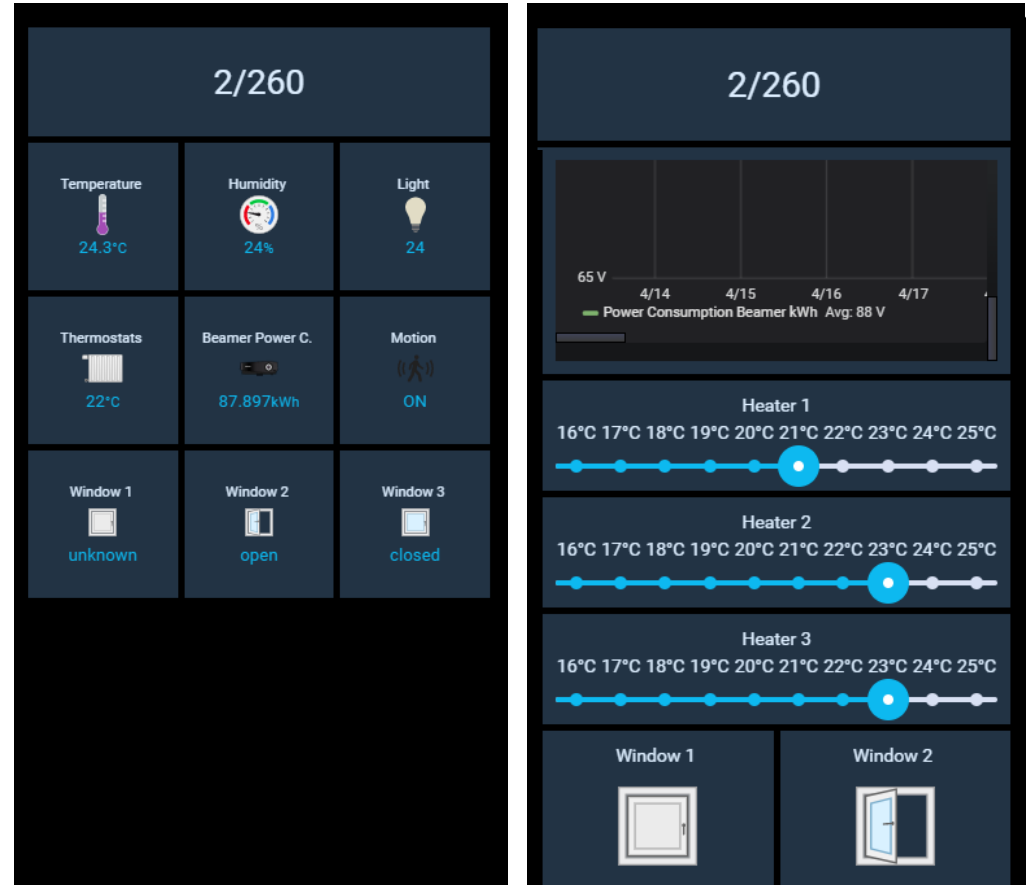 2/260
Temperature Humidity Light
24.3°C 24% 24
Thermostats Beamer Power C. Motion
22°C 87.897kWh ON
Window 1 Window 2 Window 3
unknown open closed
2/260
65 V
4/14 4/15 4/16 4/17
Power Consumption Beamer kWh Avg: 88 V
Heater 1
16°C 17°C 18°C 19°C 20°C 21°C 22°C 23°C 24°C 25°C
Heater 2
16°C 17°C 18°C 19°C 20°C 21°C 22°C 23°C 24°C 25°C
Heater 3
16°C 17°C 18°C 19°C 20°C 21°C 22°C 23°C 24°C 25°C
Window 1 Window 2